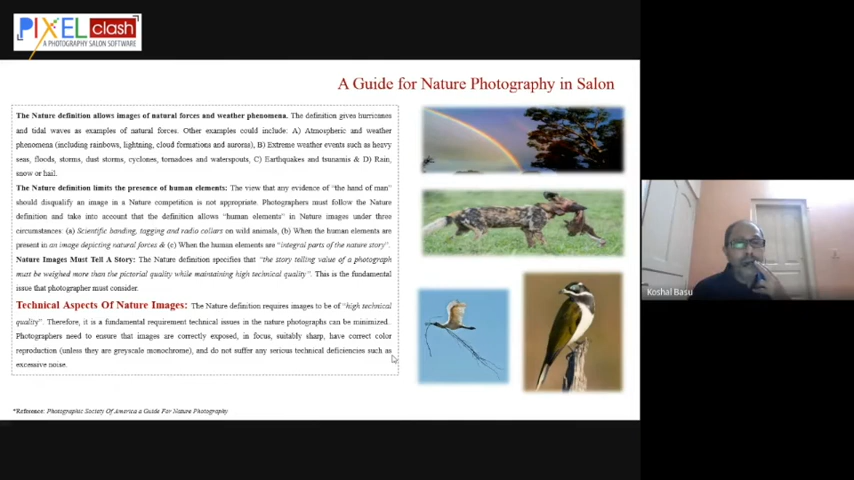 PIXEL clash
A PHOTOGRAPHY SALON SOFTWARE
A Guide for Nature Photography in Salon
The Nature definition allows images of natural forces and weather phenomena. The definition gives hurricanes
and tidal waves as examples of natural forces. Other examples could include: A) Atmospheric and weather
phenomena (including rainbows, lightning, cloud formations and aurora), B) Extreme weather events such as heavy
seas, floods, storms, dust storms, cyclones, tornadoes and waterspouts, C) Earthquakes and tsunamis & D) Rain,
snow or hail.
The Nature definition limits the presence of human elements: The view that any evidence of "the hand of man"
should disqualify an image in a Nature competition is not appropriate. Photographers must follow the Nature
definition and take into account that the definition allows "human elements" in Nature images under three
circumstances: (a) Scientific banding, tagging and radio collars on wild animals, (b) When the human elements are
present in an image depicting natural forces & (c) When the human elements are "integral parts of the nature story".
Nature Images Must Tell A Story: The Nature definition specifies that "the story telling value of a photograph
must be weighed more than the pictorial quality while maintaining high technical quality". This is the fundamental
issue that photographer must consider.
Technical Aspects Of Nature Images: The Nature definition requires images to be of "high technical
quality". Therefore, it is a fundamental requirement technical issues in the nature photographs can be minimized.
Photographers need to ensure that images are correctly exposed, in focus, suitably sharp, have correct color
reproduction (unless they are greyscale monochrome), and do not suffer any serious technical deficiencies such as
excessive noise.
*Reference: Photographic Society Of America a Guide For Nature Photography
Koshal Basu